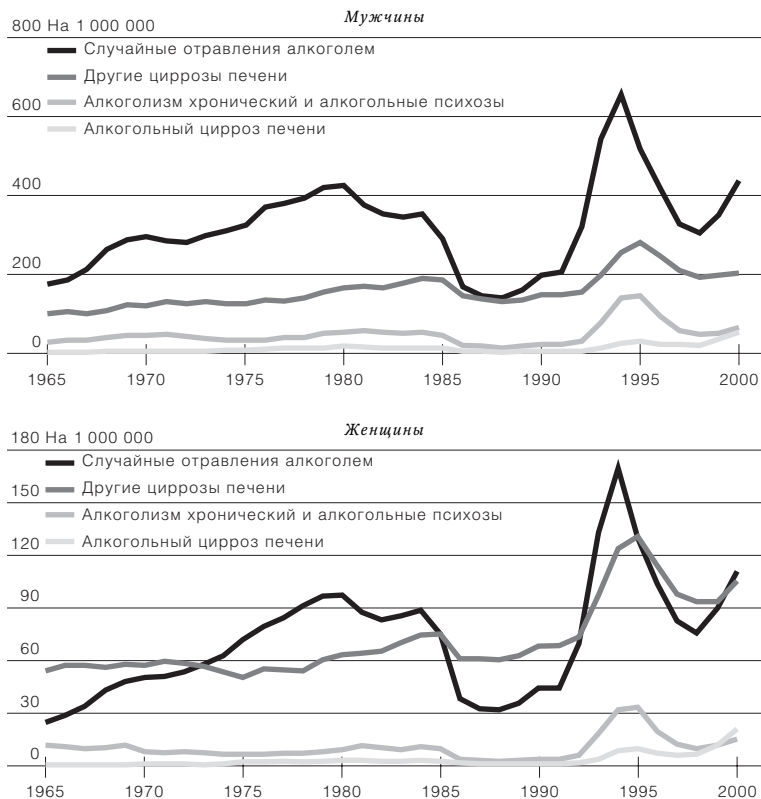 Мужчины
800 На 1 000 000
Случайные отравления алкоголем
Другие циррозы печени
600
Алкоголизм хронический и алкогольные психозы
Алкогольный цирроз печени
400
200
0
1965 1970 1975 1980 1985 1990 1995 2000
Женщины
180 На 1 000 000
Случайные отравления алкоголем
150
Другие циррозы печени
Алкоголизм хронический и алкогольные психозы
120
Алкогольный цирроз печени
90
60
30
0
1965 1970 1975 1980 1985 1990 1995 2000